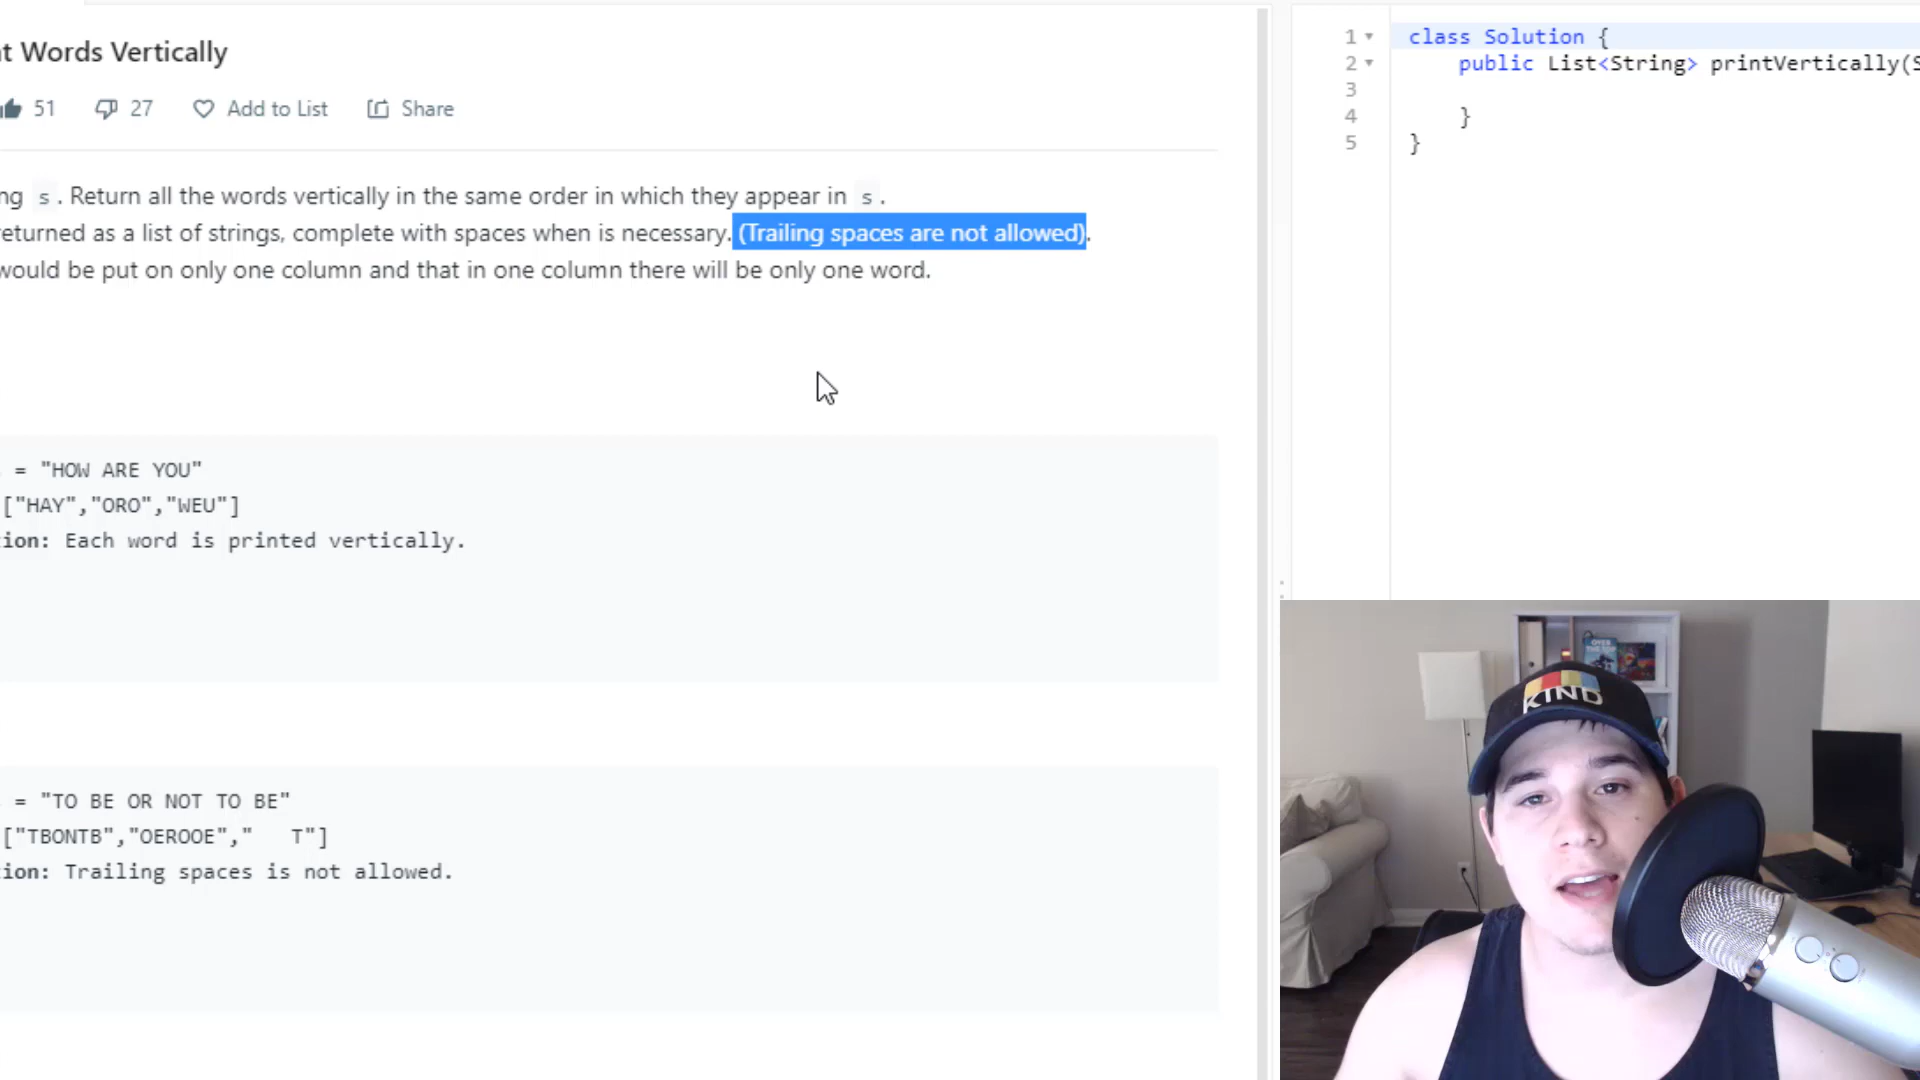 t Words Vertically
51 27 Add to List Share
ng s. Return all the words vertically in the same order in which they appear in s.
eturned as a list of strings, complete with spaces when is necessary. (Trailing spaces are not allowed).
would be put on only one column and that in one column there will be only one word.
= "HOW ARE YOU"
["HAY","ORO","WEU"]
ion: Each word is printed vertically.
= "TO BE OR NOT TO BE"
["TBONTB","OEROOE","   T"]
ion: Trailing spaces is not allowed.
1 class Solution {
2     public List<String> printVertically(S
3
4     }
5 }
OVER
THE TOP
KIND